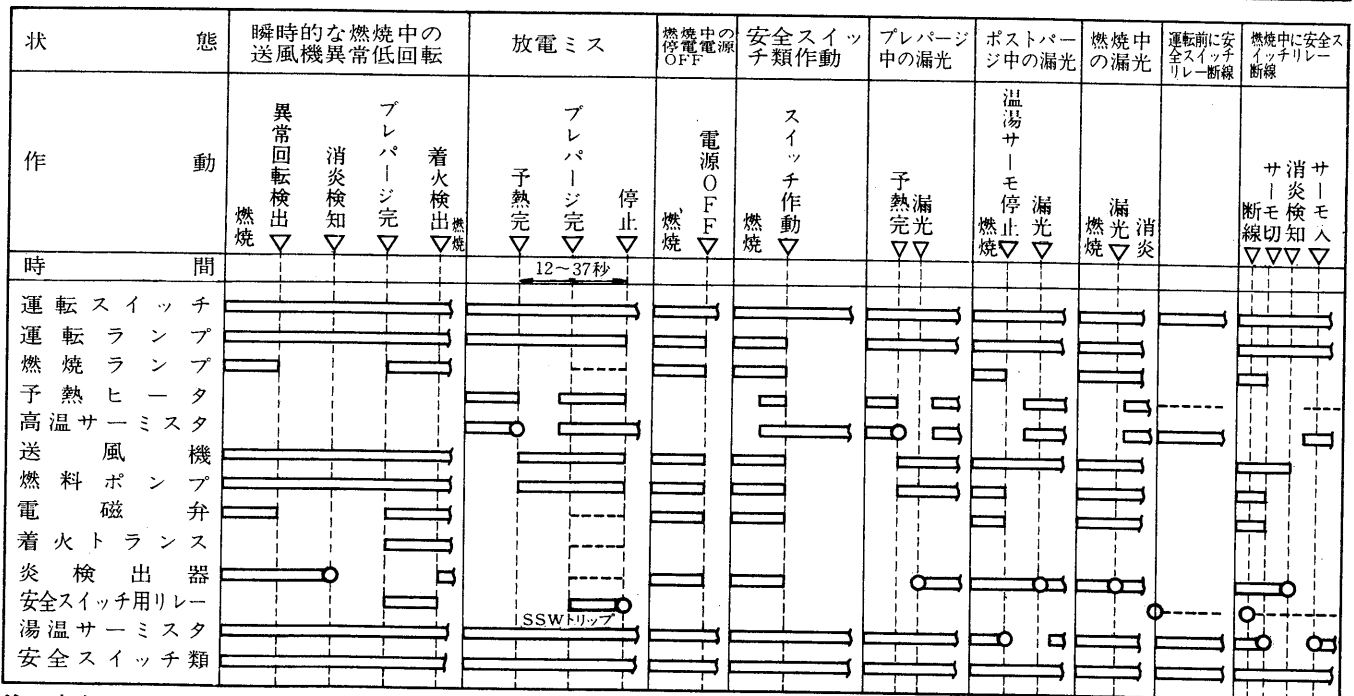 状態
瞬時的な燃焼中の
送風機異常低回転
放電ミス
燃焼中の
停電電源
OFF
安全スイッ
チ類作動
プレパージ
中の漏光
ポストパー
ジ中の漏光
燃焼中
の漏光
運転前に安
全スイッチ
リレー断線
燃焼中に安全ス
イッチリレー
断線
作動
燃焼
異常回転検出
消炎検知
プレパージ完
着火検出
燃焼
予熱完
プレパージ完
停止
燃焼
電源OFF
燃焼
スイッチ作動
予熱完
漏光
燃焼
温湯サーモ停止
漏光
燃焼
漏光
消炎
断線
サーモ切
消炎検知
サーモ入
時間
12〜37秒
運転スイッチ
運転ランプ
燃焼ランプ
予熱ヒータ
高温サーミスタ
送風機
燃料ポンプ
電磁弁
着火トランス
炎検出器
安全スイッチ用リレー
SSWトリップ
湯温サーミスタ
安全スイッチ類